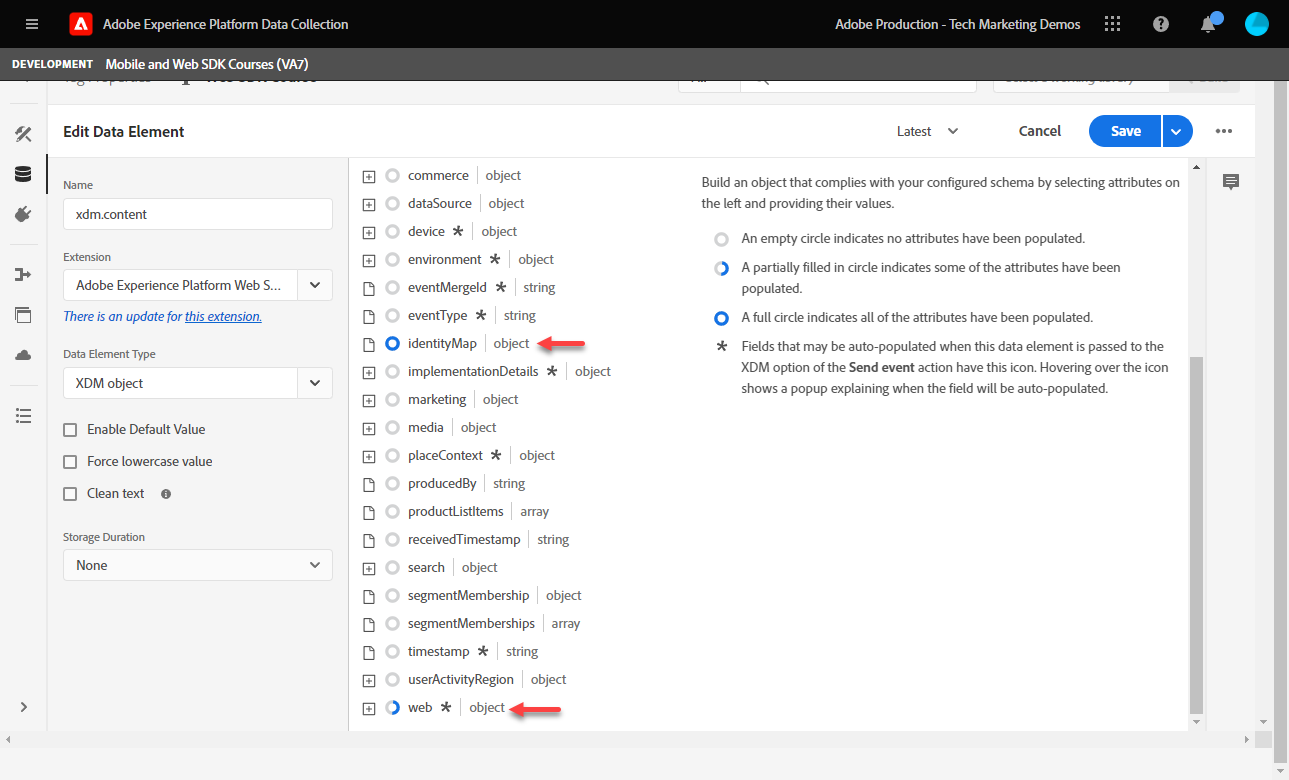 Adobe Experience Platform Data Collection
Adobe Production - Tech Marketing Demos
DEVELOPMENT Mobile and Web SDK Courses (VA7)
Edit Data Element
Latest
Cancel
Save
Name
xdm.content
Extension
Adobe Experience Platform Web S...
There is an update for this extension.
Data Element Type
XDM object
Enable Default Value
Force lowercase value
Clean text
Storage Duration
None
commerce object
dataSource object
device * object
environment * object
eventMergeId * string
eventType * string
identityMap object
implementationDetails * object
marketing object
media object
placeContext * object
producedBy string
productListItems array
receivedTimestamp string
search object
segmentMembership object
segmentMemberships array
timestamp * string
userActivityRegion object
web * object
Build an object that complies with your configured schema by selecting attributes on
the left and providing their values.
An empty circle indicates no attributes have been populated.
A partially filled in circle indicates some of the attributes have been
populated.
A full circle indicates all of the attributes have been populated.
* Fields that may be auto-populated when this data element is passed to the
XDM option of the Send event action have this icon. Hovering over the icon
shows a popup explaining when the field will be auto-populated.